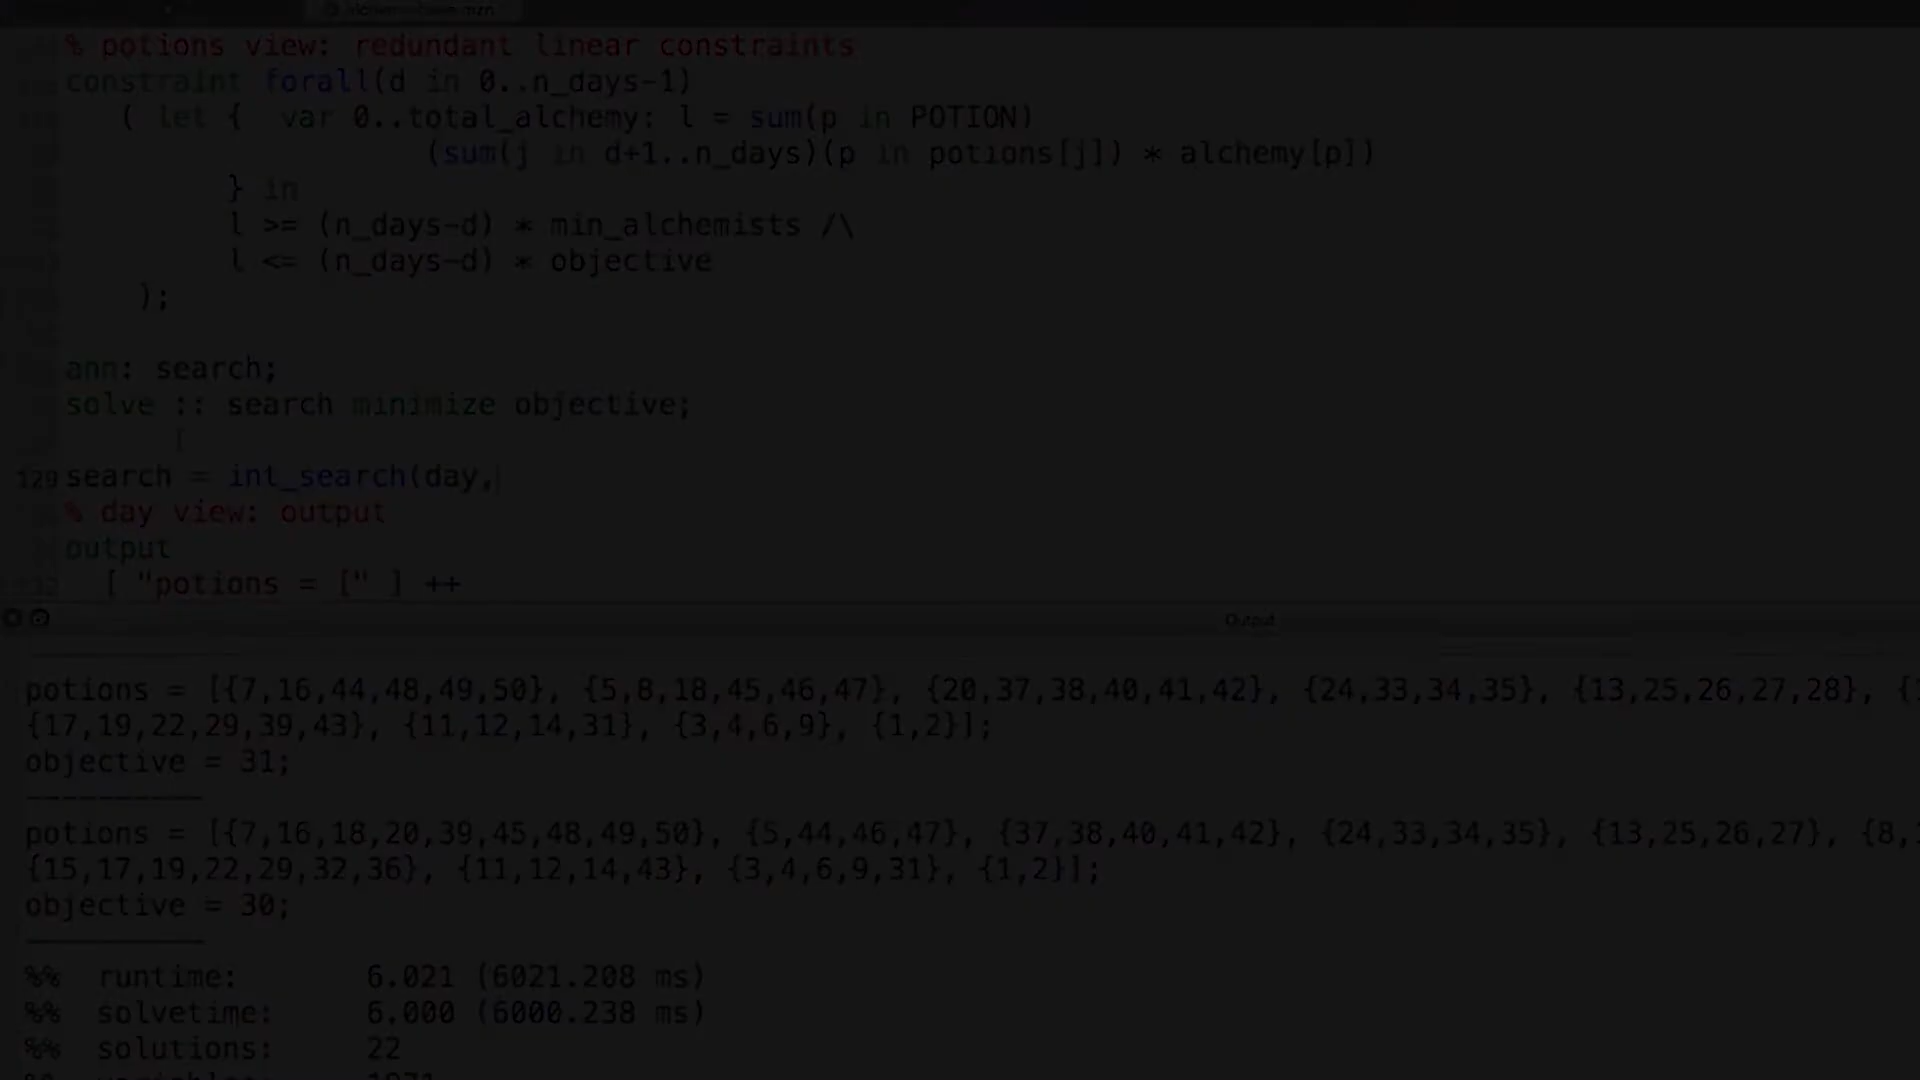 % potions view: redundant linear constraints
constraint forall(d in 0..n_days-1)
( let { var 0..total_alchemy: l = sum(p in POTION)
(sum(j in d+1..n_days)(p in potions[j]) * alchemy[p])
} in
l >= (n_days-d) * min_alchemists /\
l <= (n_days-d) * objective
);
ann: search;
solve :: search minimize objective;
129 search = int_search(day,
% day view: output
output
132 [ "potions = [" ] ++
Output
potions = [{7,16,44,48,49,50}, {5,8,18,45,46,47}, {20,37,38,40,41,42}, {24,33,34,35}, {13,25,26,27,28}, {
{17,19,22,29,39,43}, {11,12,14,31}, {3,4,6,9}, {1,2}];
objective = 31;
----------
potions = [{7,16,18,20,39,45,48,49,50}, {5,44,46,47}, {37,38,40,41,42}, {24,33,34,35}, {13,25,26,27}, {8,
{15,17,19,22,29,32,36}, {11,12,14,43}, {3,4,6,9,31}, {1,2}];
objective = 30;
----------
%% runtime: 6.021 (6021.208 ms)
%% solvetime: 6.000 (6000.238 ms)
%% solutions: 22